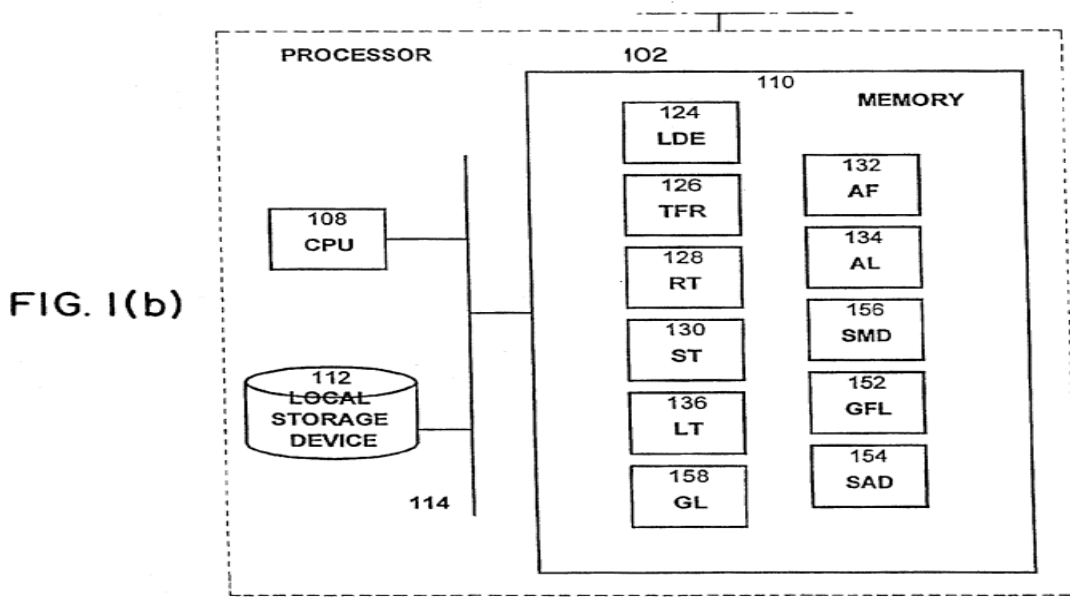 PROCESSOR
102
110
MEMORY
124
LDE
126
TFR
128
RT
130
ST
136
LT
158
GL
132
AF
134
AL
156
SMD
152
GFL
154
SAD
108
CPU
112
LOCAL
STORAGE
DEVICE
114
FIG. 1(b)